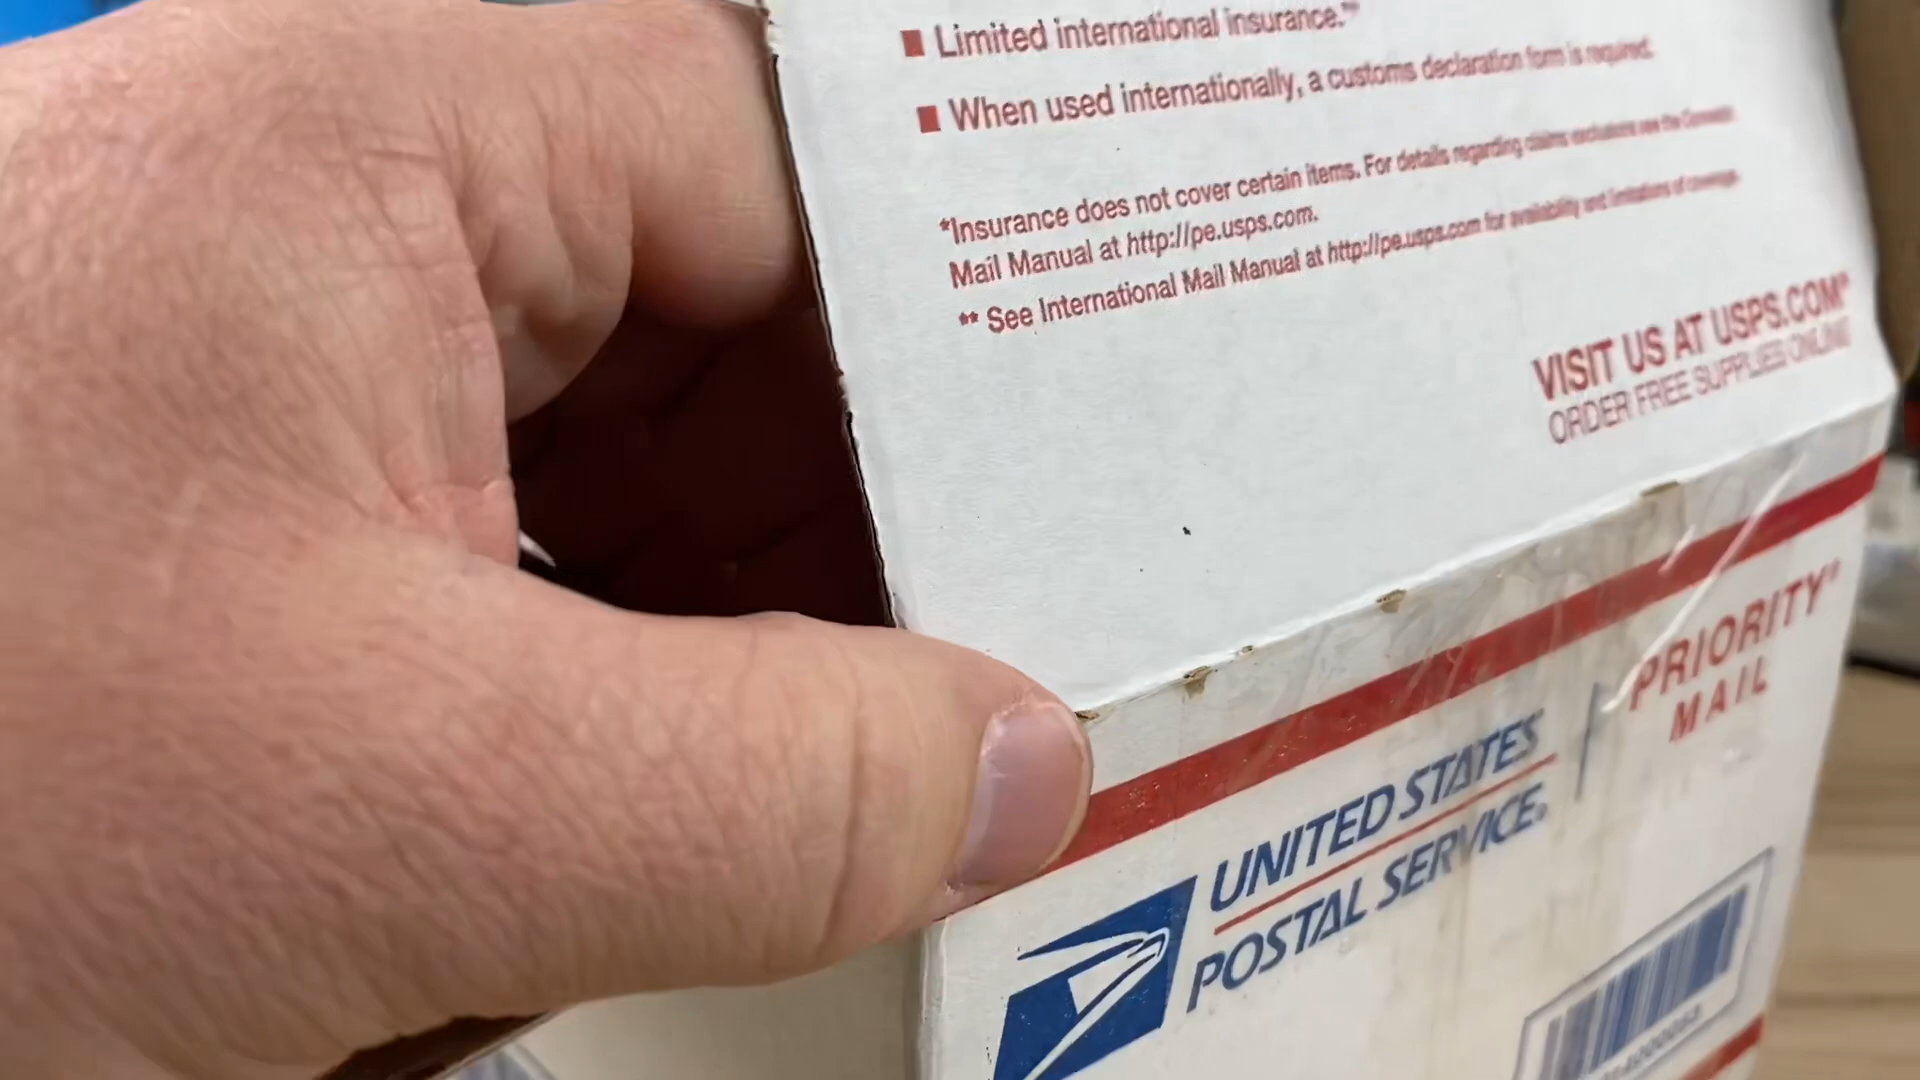 Limited international insurance.**
When used internationally, a customs declaration form is required.
*Insurance does not cover certain items. For details regarding claims exclusions see the Domestic
Mail Manual at http://pe.usps.com.
** See International Mail Manual at http://pe.usps.com for availability and limitations of coverage.
VISIT US AT USPS.COM®
ORDER FREE SUPPLIES ONLINE
PRIORITY®
MAIL
UNITED STATES
POSTAL SERVICE®